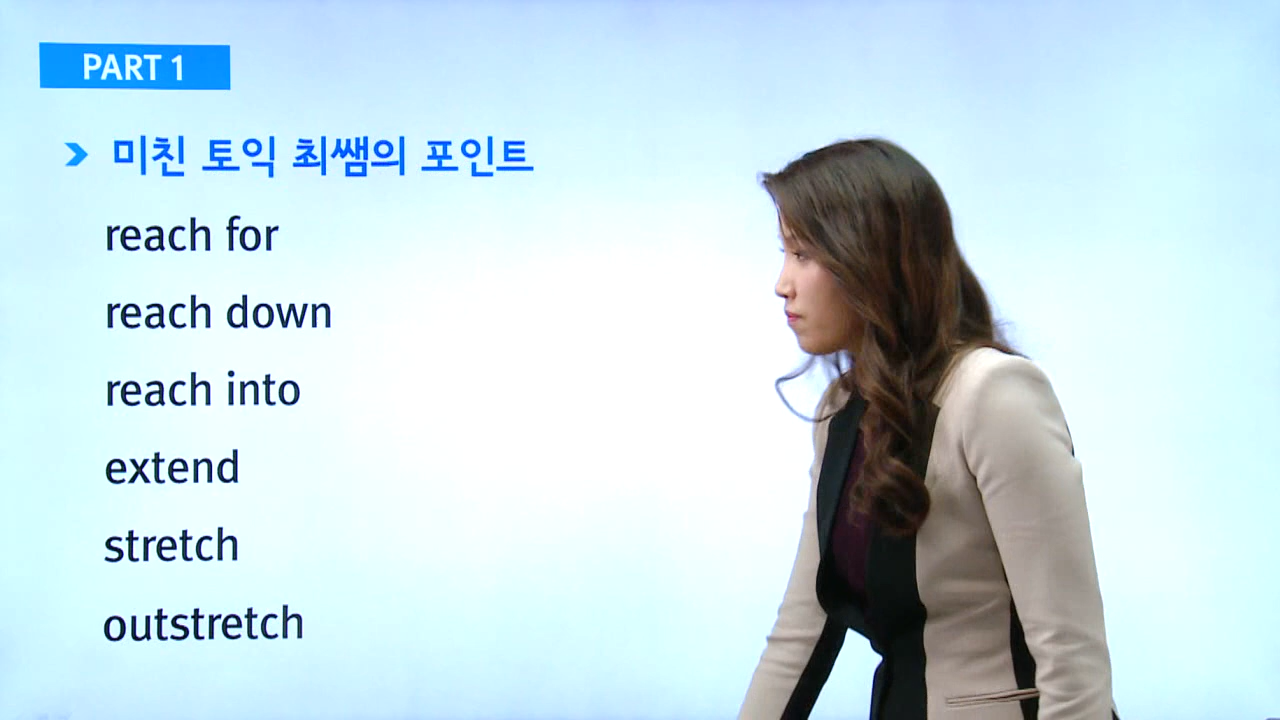 PART 1
미친 토익 최쌤의 포인트
reach for
reach down
reach into
extend
stretch
outstretch